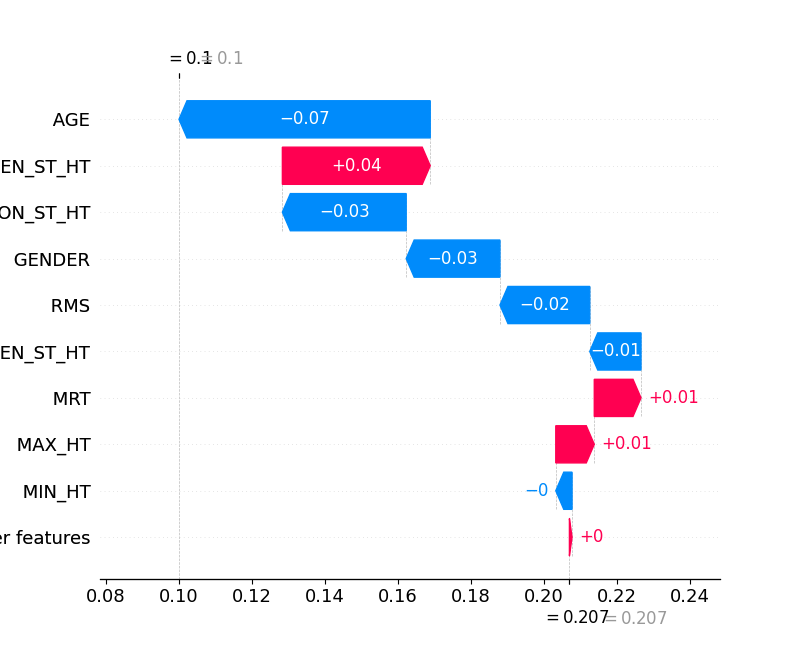 = 0.1 = 0.1
AGE −0.07
EN_ST_HT +0.04
ON_ST_HT −0.03
GENDER −0.03
RMS −0.02
EN_ST_HT −0.01
MRT +0.01
MAX_HT +0.01
MIN_HT −0
er features +0
0.08 0.10 0.12 0.14 0.16 0.18 0.20 0.22 0.24
= 0.207 = 0.207